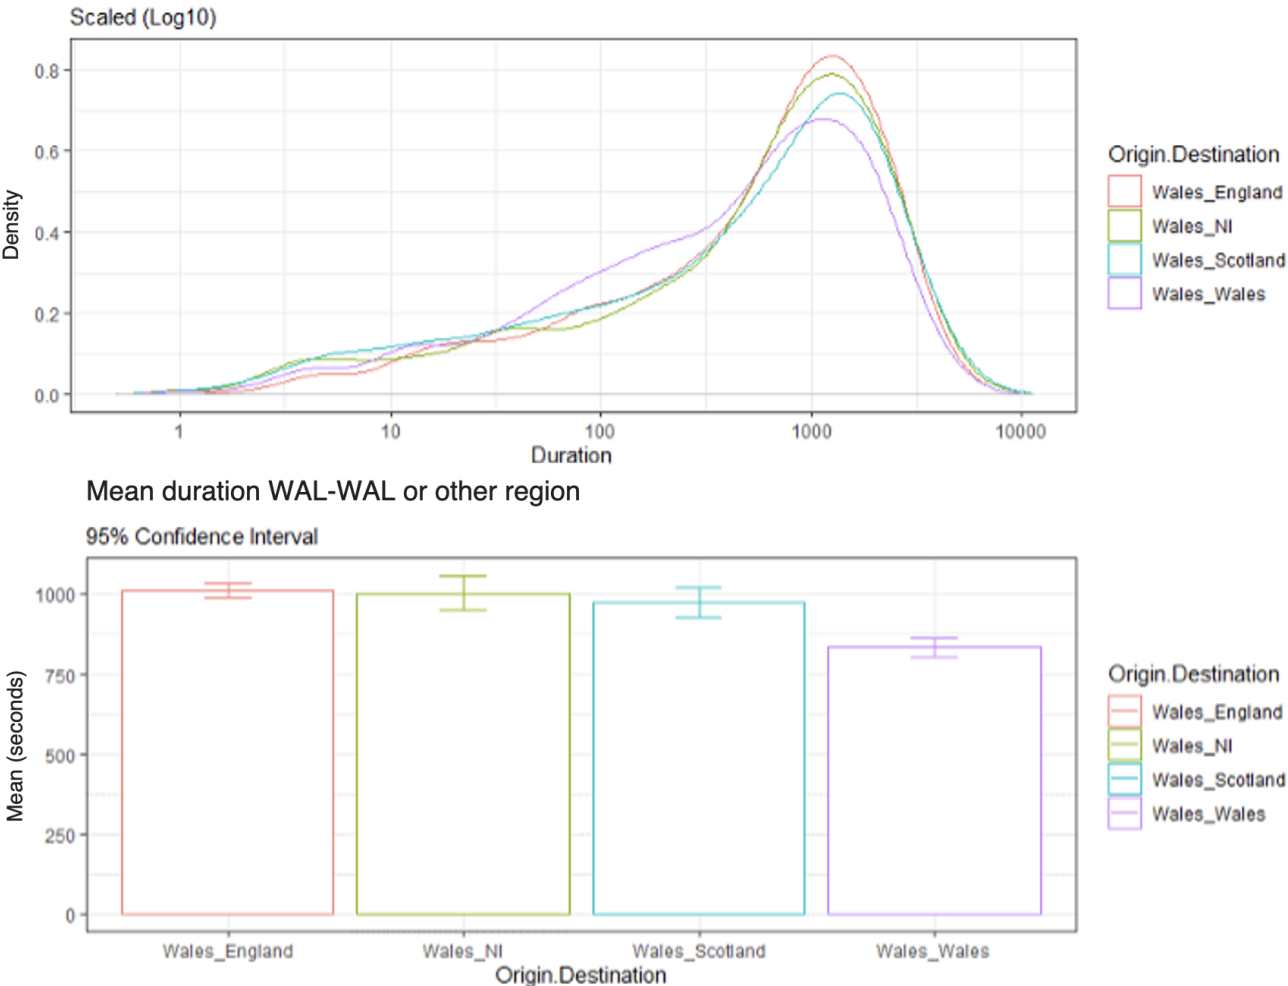 Scaled (Log10)
Density
0.8
0.6
0.4
0.2
0.0
1 10 100 1000 10000
Duration
Origin.Destination
Wales_England
Wales_NI
Wales_Scotland
Wales_Wales
Mean duration WAL-WAL or other region
95% Confidence Interval
Mean (seconds)
1000
750
500
250
0
Wales_England Wales_NI Wales_Scotland Wales_Wales
Origin.Destination
Origin.Destination
Wales_England
Wales_NI
Wales_Scotland
Wales_Wales